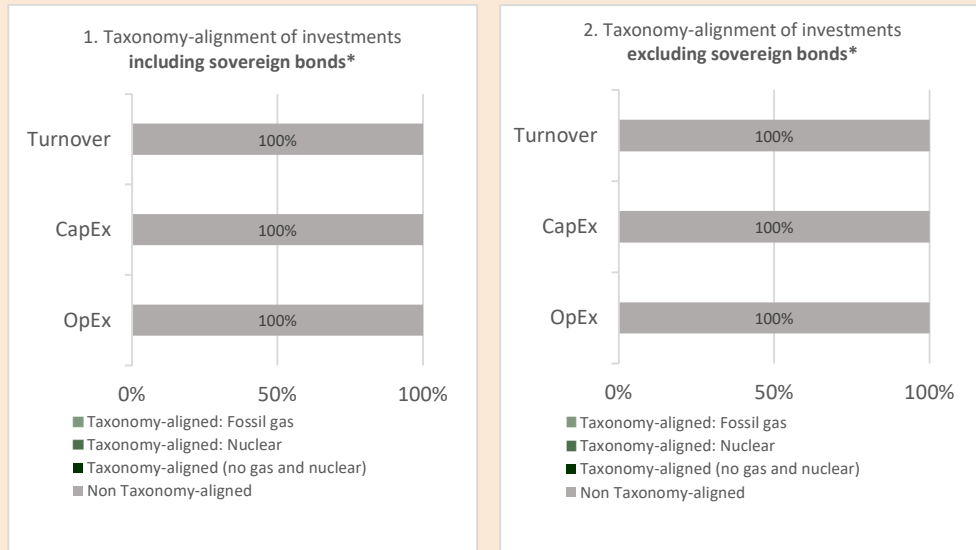 1. Taxonomy-alignment of investments
including sovereign bonds*
Turnover
100%
CapEx
100%
OpEx
100%
0%
50%
100%
Taxonomy-aligned: Fossil gas
Taxonomy-aligned: Nuclear
Taxonomy-aligned (no gas and nuclear)
Non Taxonomy-aligned
2. Taxonomy-alignment of investments
excluding sovereign bonds*
Turnover
100%
CapEx
100%
OpEx
100%
0%
50%
100%
Taxonomy-aligned: Fossil gas
Taxonomy-aligned: Nuclear
Taxonomy-aligned (no gas and nuclear)
Non Taxonomy-aligned